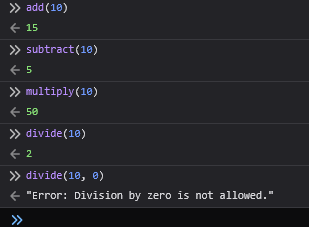 add(10)
15
subtract(10)
5
multiply(10)
50
divide(10)
2
divide(10, 0)
"Error: Division by zero is not allowed."